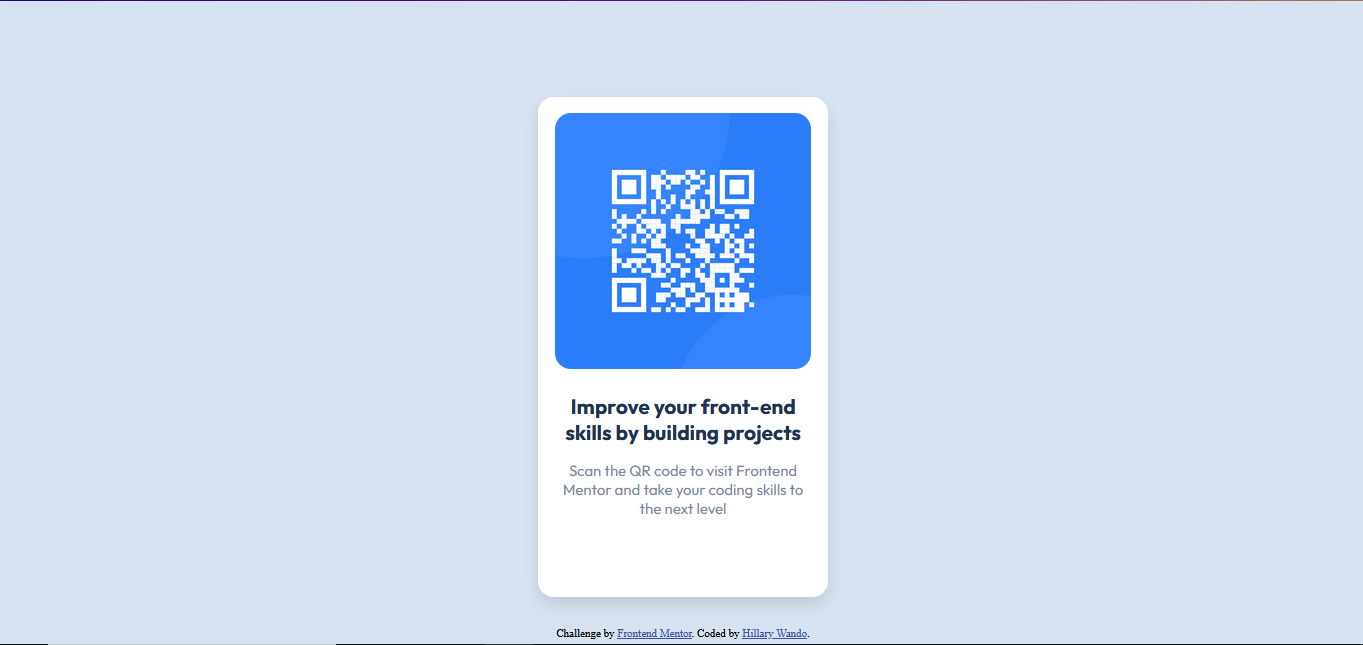 Improve your front-end
skills by building projects
Scan the QR code to visit Frontend
Mentor and take your coding skills to
the next level
Challenge by Frontend Mentor. Coded by Hillary Wando.